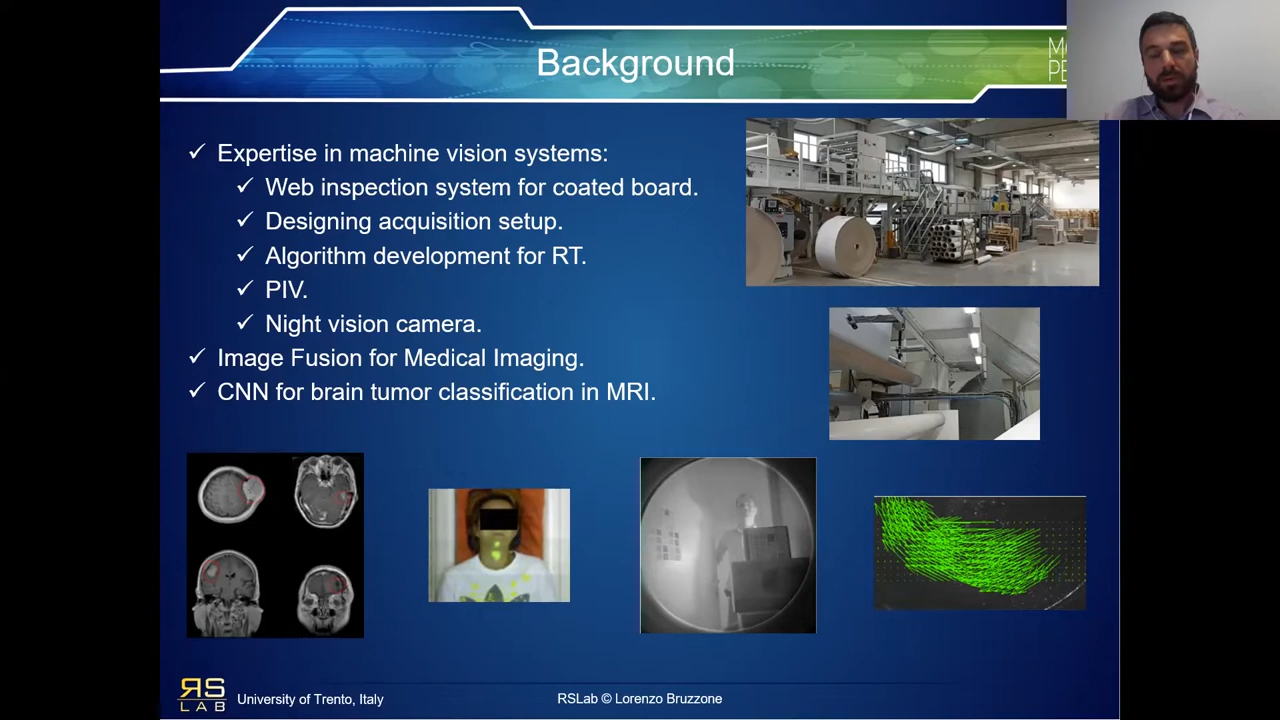 Background
✓ Expertise in machine vision systems:
✓ Web inspection system for coated board.
✓ Designing acquisition setup.
✓ Algorithm development for RT.
✓ PIV.
✓ Night vision camera.
✓ Image Fusion for Medical Imaging.
✓ CNN for brain tumor classification in MRI.
RS
LAB
University of Trento, Italy
RSLab © Lorenzo Bruzzone